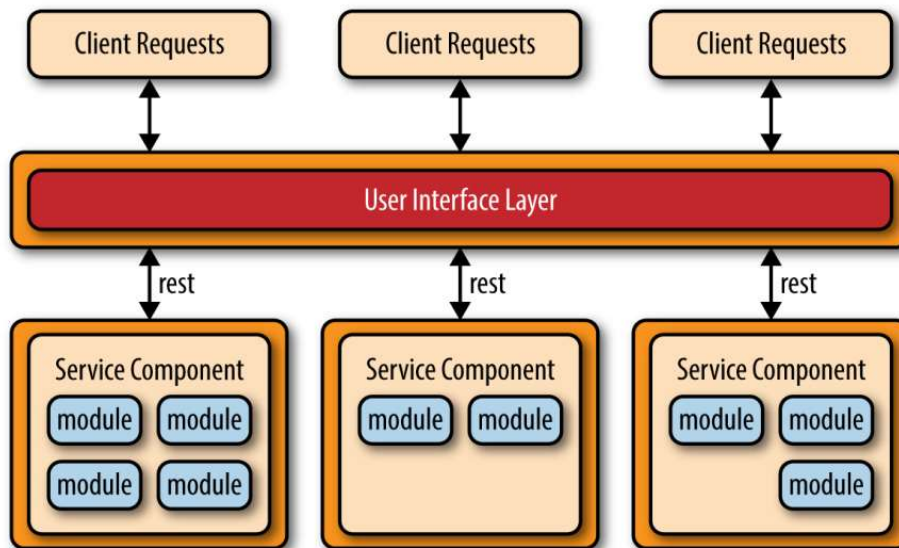 Client Requests
Client Requests
Client Requests
User Interface Layer
rest
rest
rest
Service Component
module
module
module
module
Service Component
module
module
Service Component
module
module
module